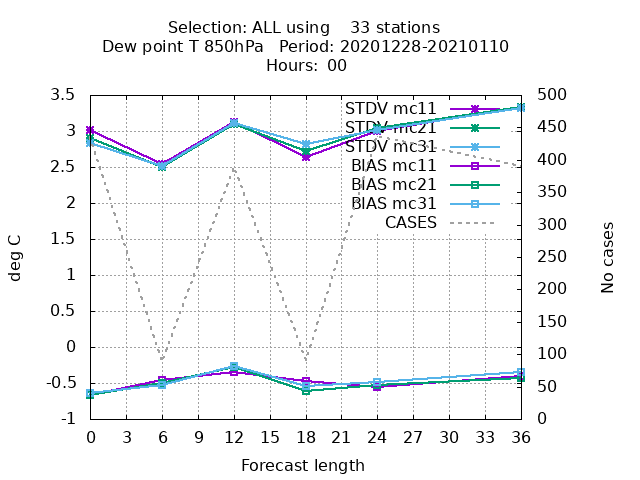 Selection: ALL using    33 stations
Dew point T 850hPa   Period: 20201228-20210110
Hours: 00
3.5
3
2.5
2
1.5
1
0.5
0
-0.5
-1
deg C
500
450
400
350
300
250
200
150
100
50
0
No cases
STDV mc11
STDV mc21
STDV mc31
BIAS mc11
BIAS mc21
BIAS mc31
CASES
0 3 6 9 12 15 18 21 24 27 30 33 36
Forecast length